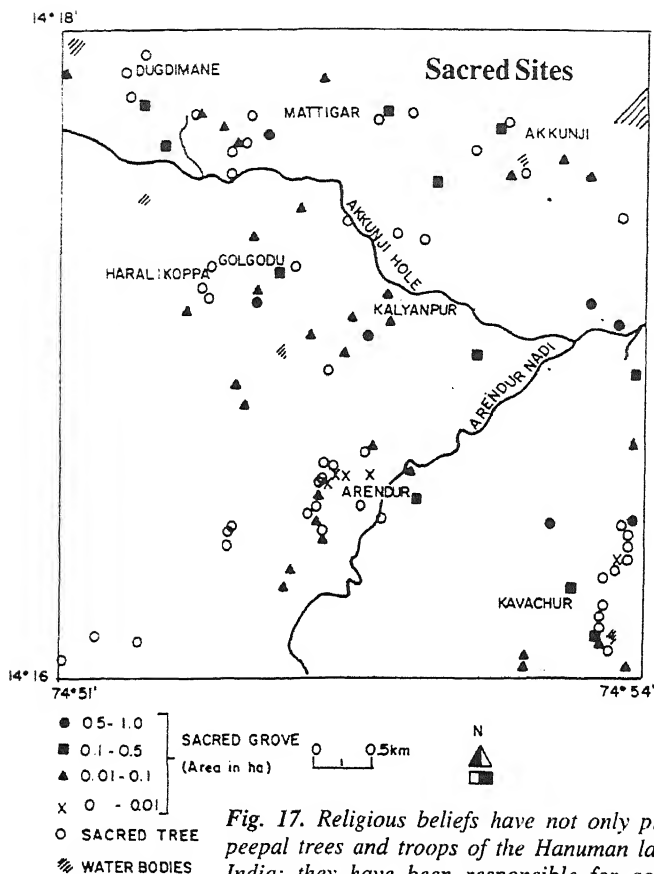 14°18'
Sacred Sites
DUGDIMANE
MATTIGAR
AKKUNJI
AKKUNJI HOLE
GOLGODU
HARALIKOPPA
KALYANPUR
ARENDUR NADI
ARENDUR
KAVACHUR
14°16
74°51'
74°54'
0.5-1.0
0.1-0.5
0.01-0.1
0 - 0.01
SACRED GROVE
(Area in ha)
0 0.5km
N
SACRED TREE
WATER BODIES
Fig. 17. Religious beliefs have not only p
peepal trees and troops of the Hanuman la
India; they have been responsible for